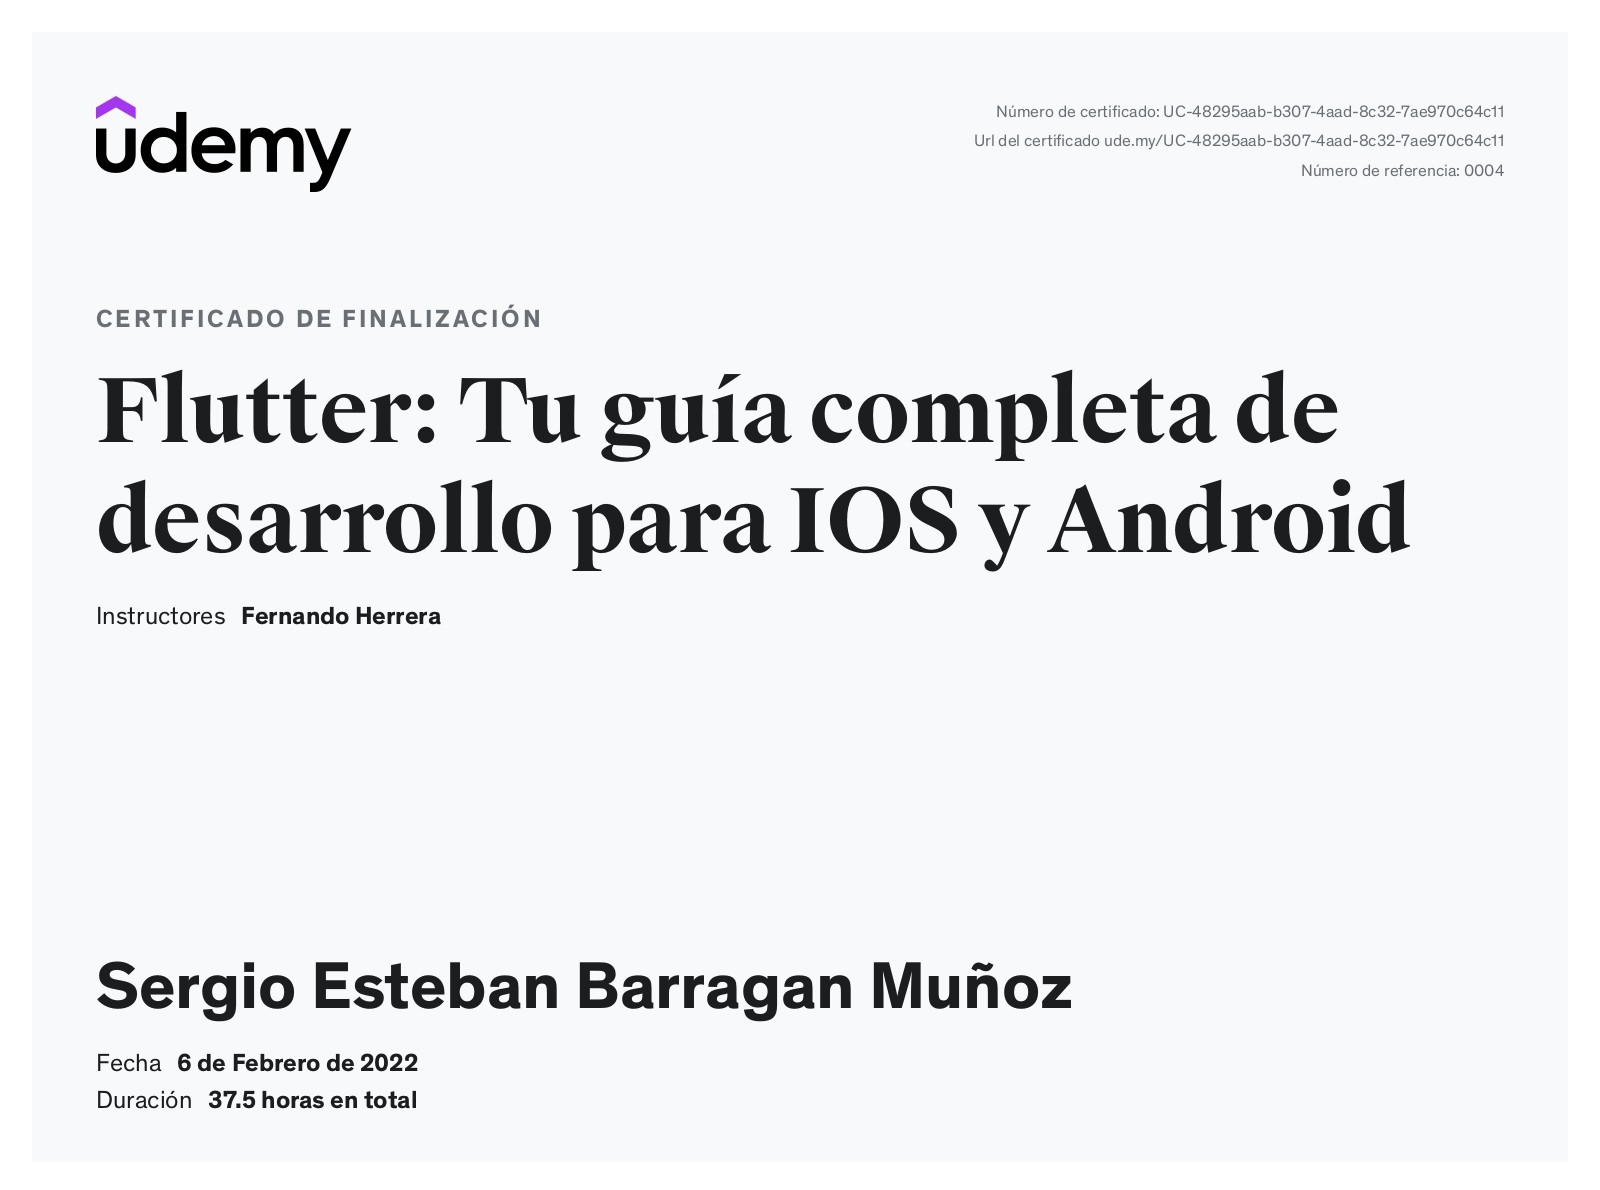 udemy
Número de certificado: UC-48295aab-b307-4aad-8c32-7ae970c64c11
Url del certificado ude.my/UC-48295aab-b307-4aad-8c32-7ae970c64c11
Número de referencia: 0004
CERTIFICADO DE FINALIZACIÓN
Flutter: Tu guía completa de
desarrollo para IOS y Android
Instructores Fernando Herrera
Sergio Esteban Barragan Muñoz
Fecha 6 de Febrero de 2022
Duración 37.5 horas en total